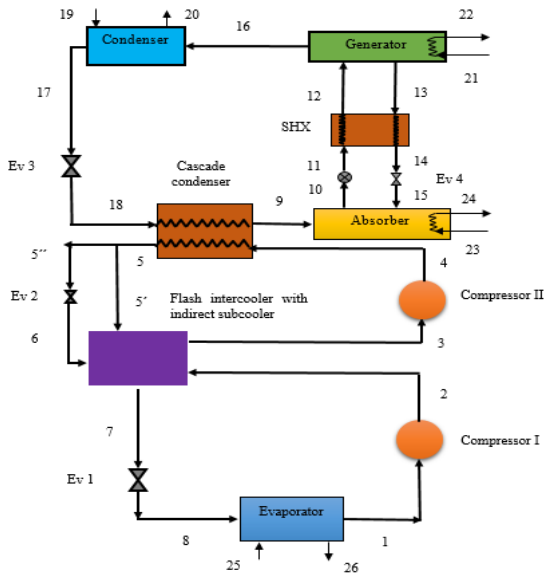 19
20
22
Condenser
16
Generator
21
17
12
13
SHX
Ev 3
11
14
Cascade
condenser
10
Ev 4
18
9
15
24
Absorber
5´´
5
4
23
Ev 2
5´
Flash intercooler with
indirect subcooler
Compressor II
6
3
2
7
Compressor I
Ev 1
Evaporator
8
1
25
26